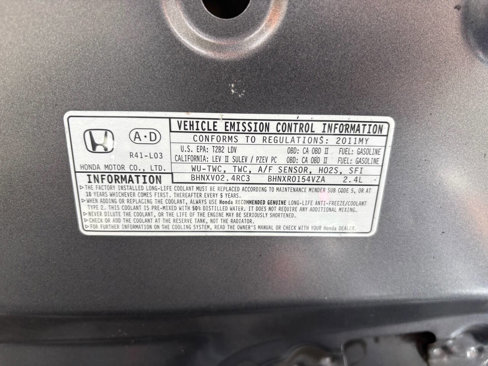 VEHICLE EMISSION CONTROL INFORMATION
A·D
R41-L03
HONDA MOTOR CO., LTD.
CONFORMS TO REGULATIONS: 2011MY
U.S. EPA: T2B2 LDV OBD: CA OBD II FUEL: GASOLINE
CALIFORNIA: LEV II SULEV / PZEV PC OBD: CA OBD II FUEL: GASOLINE
WU-TWC, TWC, A/F SENSOR, HO2S, SFI
INFORMATION
BHNXV02.4RC3 BHNXR0154VZA 2.4L
▷THE FACTORY INSTALLED LONG-LIFE COOLANT MUST BE REPLACED ACCORDING TO MAINTENANCE MINDER SUB CODE 5, OR AT
10 YEARS WHICHEVER COMES FIRST. THEREAFTER EVERY 5 YEARS.
▷WHEN ADDING OR REPLACING THE COOLANT, ALWAYS USE Honda RECOMMENDED GENUINE LONG-LIFE ANTI-FREEZE/COOLANT
TYPE 2. THIS COOLANT IS PRE-MIXED WITH 50% DISTILLED WATER. IT DOES NOT REQUIRE ANY ADDITIONAL MIXING.
▷NEVER DILUTE THE COOLANT, OR THE LIFE OF THE ENGINE MAY BE SERIOUSLY SHORTENED.
▷CHECK OR ADD THE COOLANT AT THE RESERVE TANK, NOT THE RADIATOR.
▷FOR FURTHER INFORMATION ON THE COOLING SYSTEM, READ THE OWNER'S MANUAL OR CHECK WITH YOUR Honda DEALER.